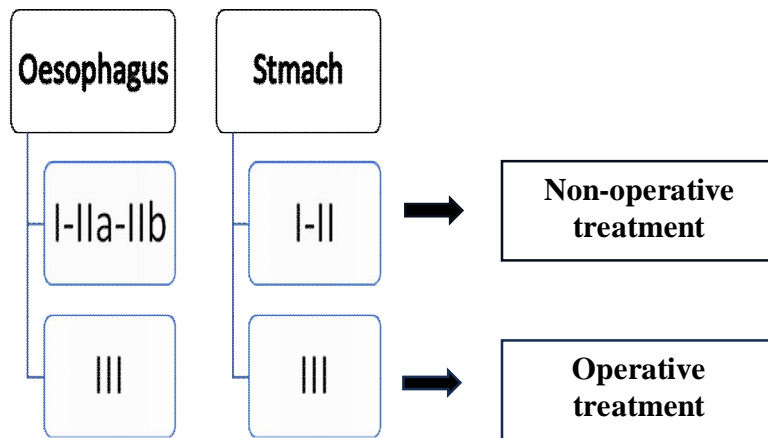 Oesophagus
Stmach
I-IIa-IIb
I-II
Non-operative
treatment
III
III
Operative
treatment